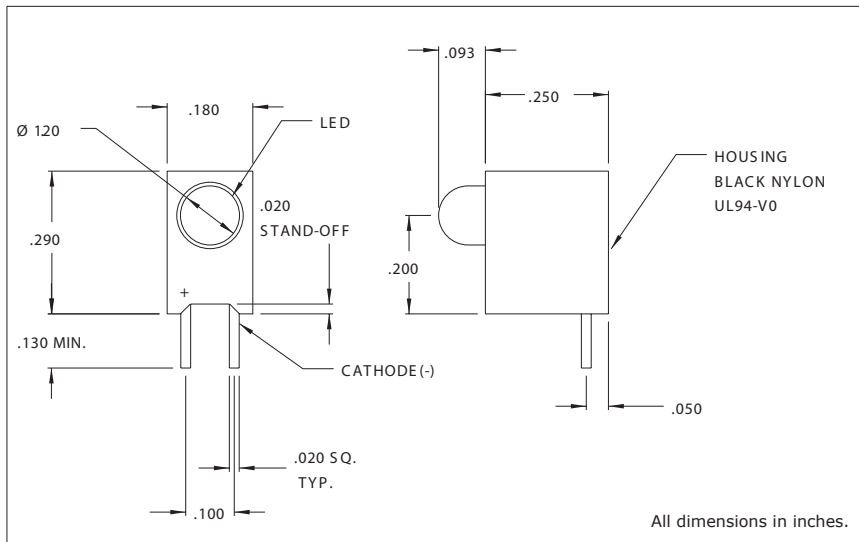 .093
.180
.250
Ø 120
LED
HOUSING
BLACK NYLON
UL94-V0
.020
STAND-OFF
.290
.200
+
.130 MIN.
CATHODE(-)
.050
.020 SQ.
TYP.
.100
All dimensions in inches.